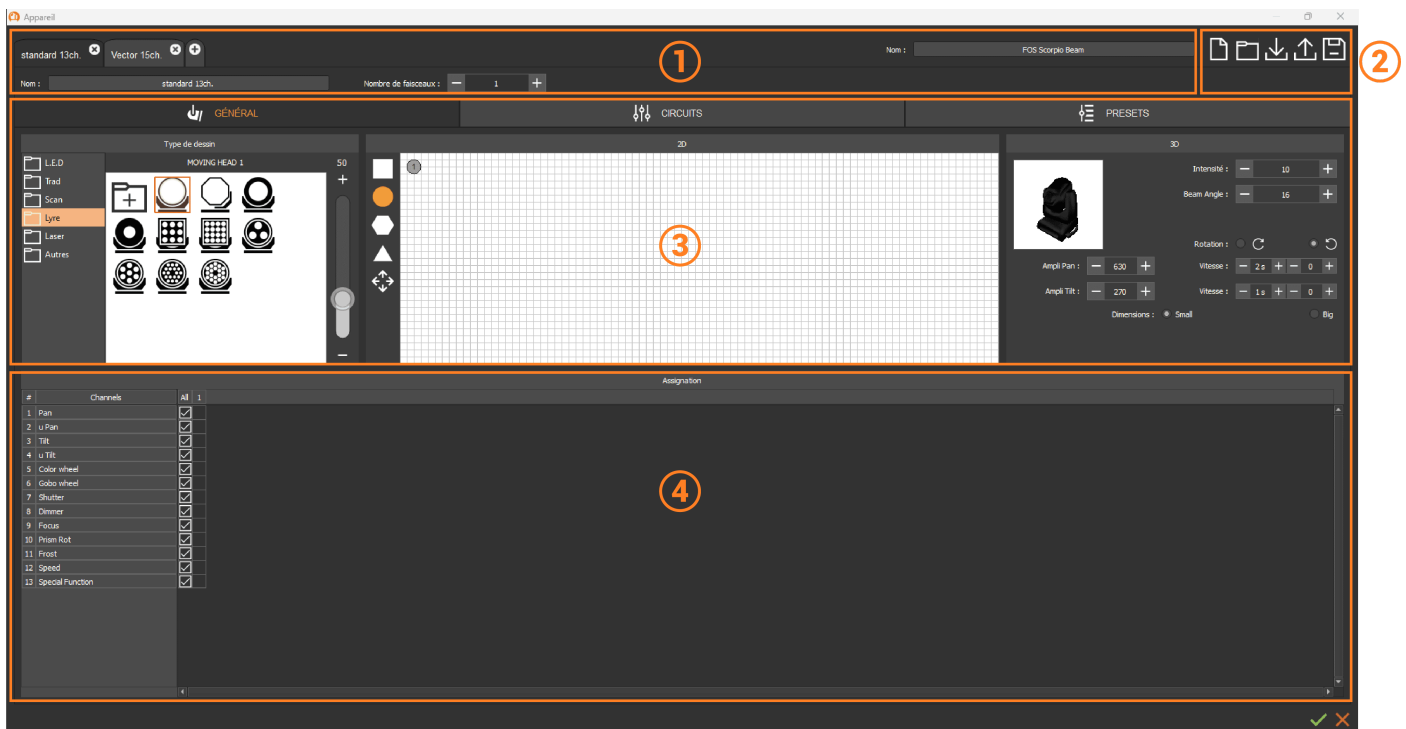 Appareil
standard 13ch. Vector 15ch. Nom : FOS Scorpio Beam
Nom : standard 13ch. Nombre de faisceaux : 1
1
2
GÉNÉRAL CIRCUITS PRESETS
Type de dessin 2D 3D
L.E.D
Trad
Scan
Lyre
Laser
Autres
MOVING HEAD 1 50
1
3
Intensité : 10
Beam Angle : 16
Rotation :
Ampli Pan : 630 Vitesse : 2 s 0
Ampli Tilt : 270 Vitesse : 1 s 0
Dimensions : Small Big
Assignation
# Channels All 1
1 Pan
2 u Pan
3 Tilt
4 u Tilt
5 Color wheel
6 Gobo wheel
7 Shutter
8 Dimmer
9 Focus
10 Prism Rot
11 Frost
12 Speed
13 Special Function
4